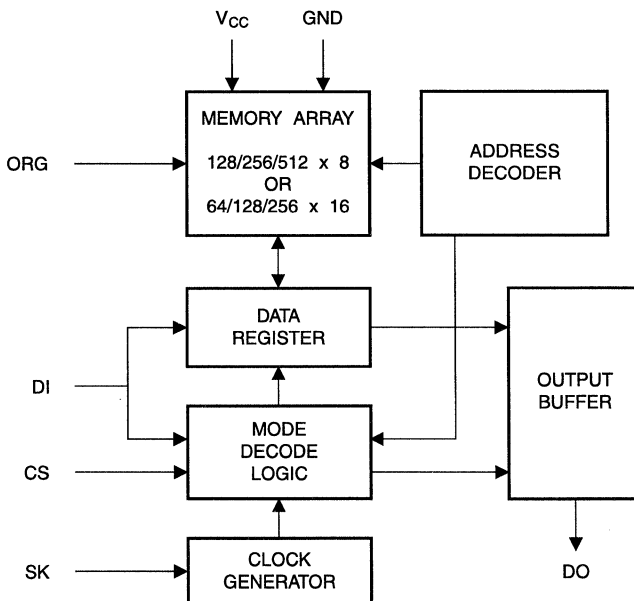 VCC GND
MEMORY ARRAY
128/256/512 x 8
OR
64/128/256 x 16
ORG
ADDRESS
DECODER
DATA
REGISTER
DI
OUTPUT
BUFFER
MODE
DECODE
LOGIC
CS
CLOCK
GENERATOR
SK
DO